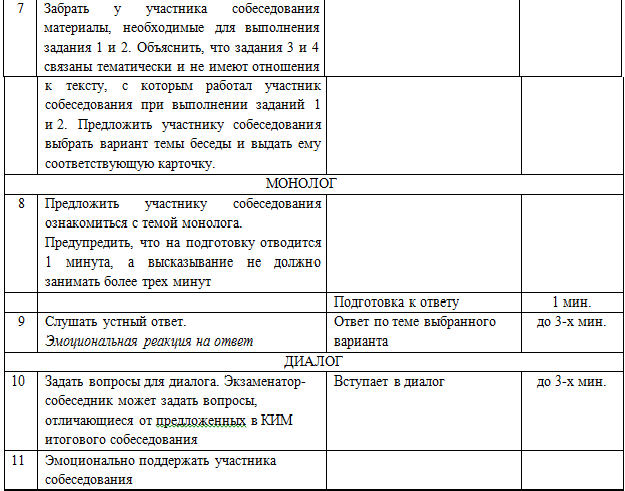 7 Забрать у участника собеседования
материалы, необходимые для выполнения
задания 1 и 2. Объяснить, что задания 3 и 4
связаны тематически и не имеют отношения
к тексту, с которым работал участник
собеседования при выполнении заданий 1
и 2. Предложить участнику собеседования
выбрать вариант темы беседы и выдать ему
соответствующую карточку.
МОНОЛОГ
8 Предложить участнику собеседования
ознакомиться с темой монолога.
Предупредить, что на подготовку отводится
1 минута, а высказывание не должно
занимать более трех минут
Подготовка к ответу 1 мин.
9 Слушать устный ответ. Ответ по теме выбранного до 3-х мин.
Эмоциональная реакция на ответ варианта
ДИАЛОГ
10 Задать вопросы для диалога. Экзаменатор- Вступает в диалог до 3-х мин.
собеседник может задать вопросы,
отличающиеся от предложенных в КИМ
итогового собеседования
11 Эмоционально поддержать участника
собеседования